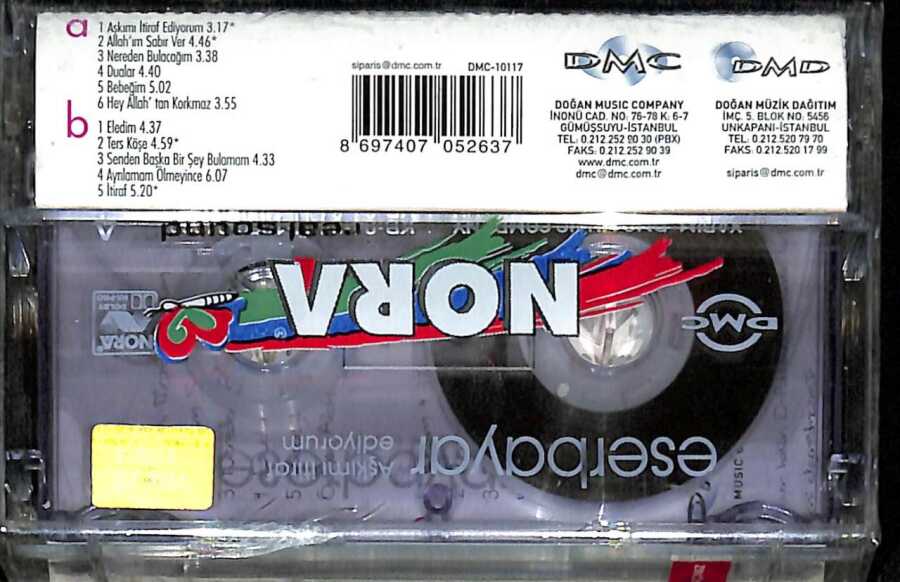 a
1 Aşkımı İtiraf Ediyorum 3.17*
2 Allah'ım Sabır Ver 4.46*
3 Nereden Bulacağım 3.38
4 Dualar 4.40
5 Bebeğim 5.02
6 Hey Allah' tan Korkmaz 3.55
b
1 Eledim 4.37
2 Ters Köşe 4.59*
3 Senden Başka Bir Şey Bulamam 4.33
4 Ayrılamam Ölmeyince 6.07
5 İtiraf 5.20*
siparis@dmc.com.tr
DMC-10117
8 697407 052637
DMC
DOĞAN MUSIC COMPANY
İNÖNÜ CAD. NO: 76-78 K: 6-7
GÜMÜŞSUYU-İSTANBUL
TEL: 0.212 252 90 30 (PBX)
FAKS: 0.212 252 90 39
www.dmc.com.tr
dmc@dmc.com.tr
DMD
DOĞAN MÜZİK DAĞITIM
İMÇ. 5. BLOK NO. 5456
UNKAPANI-İSTANBUL
TEL: 0.212 520 79 70
FAKS: 0.212 520 17 99
siparis@dmc.com.tr
realsound
A
NORA
DOLBY
NORA
DMC
eserbayar
Aşkımı İtiraf
ediyorum
MUSIC